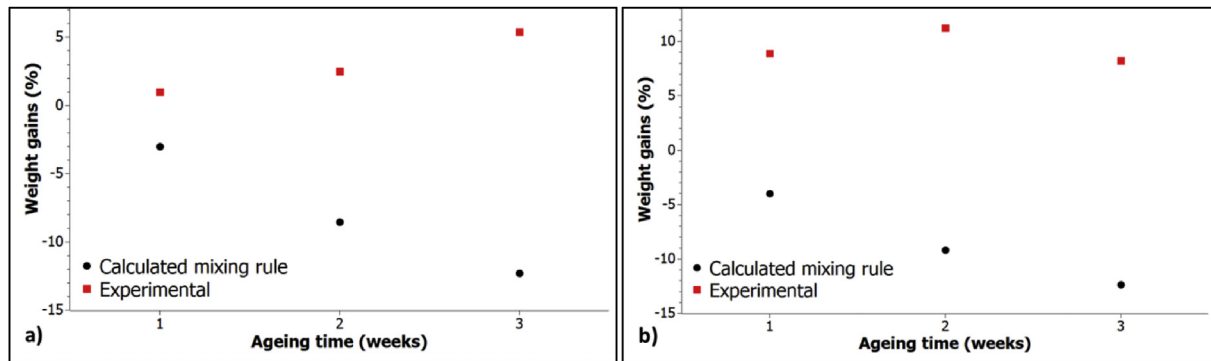 Weight gains (%)
5
0
-5
-10
-15
Calculated mixing rule
Experimental
a)
1
2
3
Ageing time (weeks)
Weight gains (%)
10
5
0
-5
-10
-15
Calculated mixing rule
Experimental
b)
1
2
3
Ageing time (weeks)